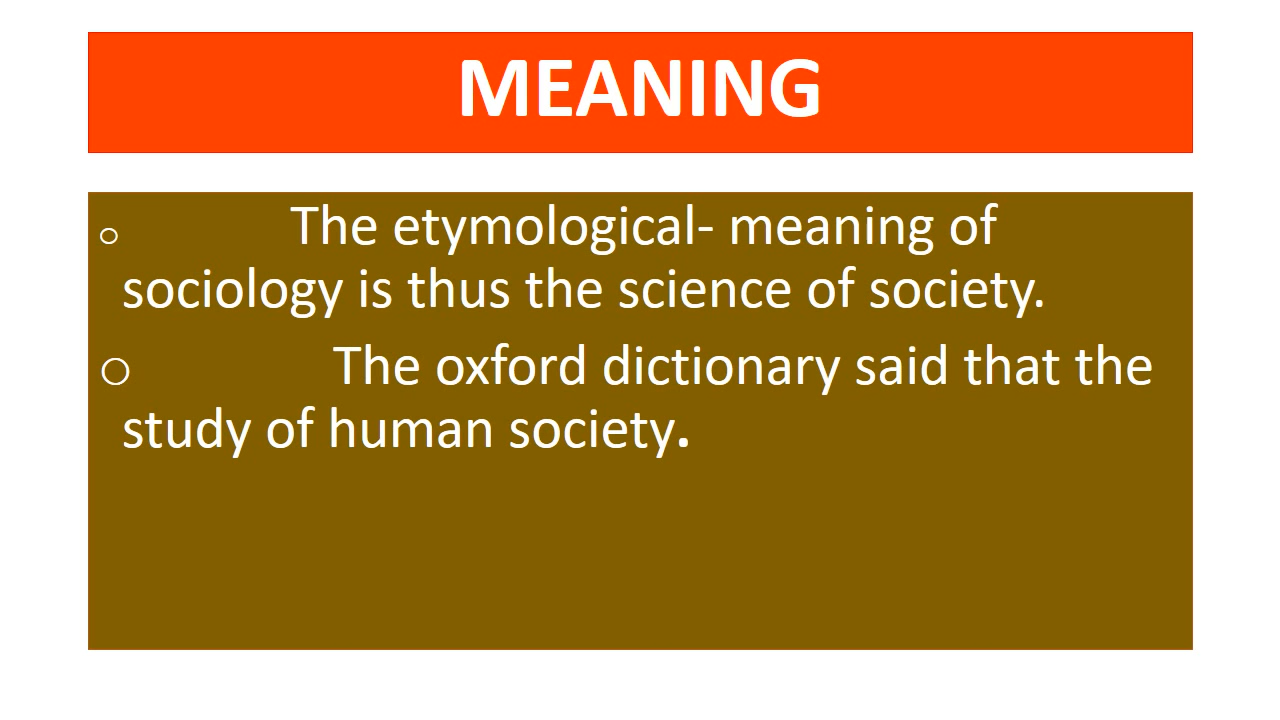 MEANING
○ The etymological- meaning of
sociology is thus the science of society.
○ The oxford dictionary said that the
study of human society.